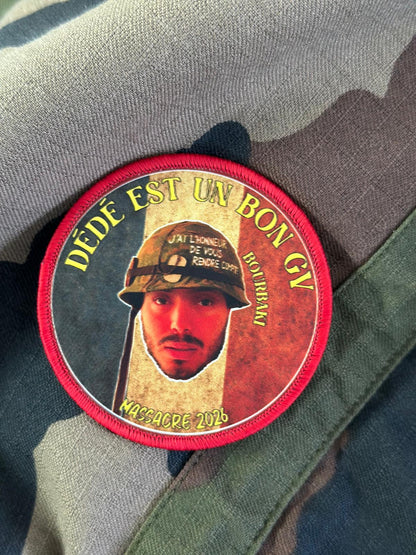 DÉDÉ EST UN BON GV
J'AI L'HONNEUR
DE VOUS
RENDRE COMPTE
BOURBAKI
MASSACRE 2026